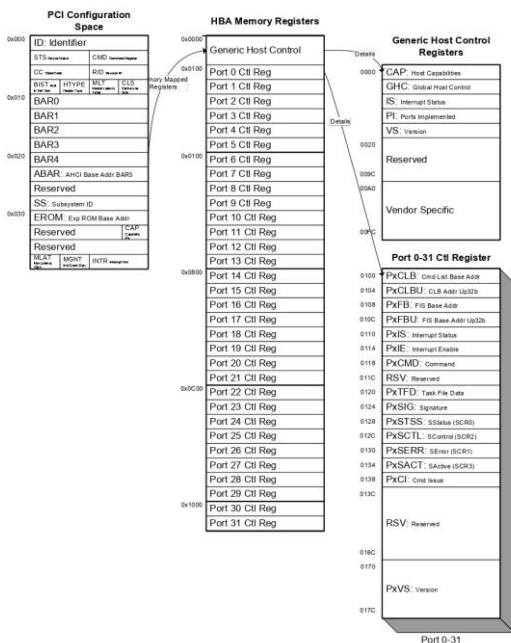 PCI Configuration
Space
0x000
ID: Identifier
STS
CMD
CC
RID
BIST
HTYPE
MLT
CLS
0x010
BAR0
BAR1
BAR2
BAR3
0x020
BAR4
ABAR: AHCI Base Addr BAR5
Reserved
SS: Subsystem ID
0x030
EROM: Exp ROM Base Addr
Reserved
CAP
Reserved
MLAT
MGNT
INTR
ory Mapped
Registers
HBA Memory Registers
0x0000
Generic Host Control
0x0100
Port 0 Ctl Reg
Port 1 Ctl Reg
Port 2 Ctl Reg
Port 3 Ctl Reg
Port 4 Ctl Reg
Port 5 Ctl Reg
0x0100
Port 6 Ctl Reg
Port 7 Ctl Reg
Port 8 Ctl Reg
Port 9 Ctl Reg
Port 10 Ctl Reg
Port 11 Ctl Reg
Port 12 Ctl Reg
Port 13 Ctl Reg
0x0800
Port 14 Ctl Reg
Port 15 Ctl Reg
Port 16 Ctl Reg
Port 17 Ctl Reg
Port 18 Ctl Reg
Port 19 Ctl Reg
Port 20 Ctl Reg
Port 21 Ctl Reg
0x0C00
Port 22 Ctl Reg
Port 23 Ctl Reg
Port 24 Ctl Reg
Port 25 Ctl Reg
Port 26 Ctl Reg
Port 27 Ctl Reg
Port 28 Ctl Reg
Port 29 Ctl Reg
0x1000
Port 30 Ctl Reg
Port 31 Ctl Reg
Details
Details
Generic Host Control
Registers
0000
CAP: Host Capabilities
GHC: Global Host Control
IS: Interrupt Status
PI: Ports Implemented
VS: Version
0020
Reserved
009C
00A0
Vendor Specific
00FC
Port 0-31 Ctl Register
0100
PxCLB: Cmd List Base Addr
0104
PxCLBU: CLB Addr Up32b
0108
PxFB: FIS Base Addr
010C
PxFBU: FIS Base Addr Up32b
0110
PxIS: Interrupt Status
0114
PxIE: Interrupt Enable
0118
PxCMD: Command
011C
RSV: Reserved
0120
PxTFD: Task File Data
0124
PxSIG: Signature
0128
PxSTSS: SStatus (SCR0)
012C
PxSCTL: SControl (SCR2)
0130
PxSERR: SError (SCR1)
0134
PxSACT: SActive (SCR3)
0138
PxCI: Cmd Issue
013C
RSV: Reserved
016C
0170
PxVS: Version
017C
Port 0-31